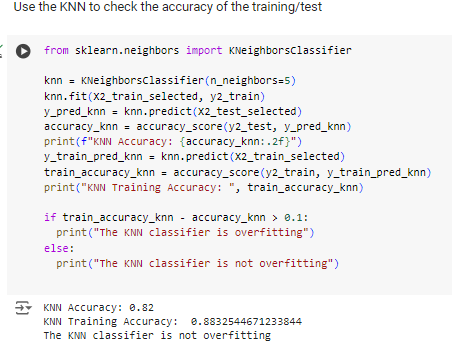 Use the KNN to check the accuracy of the training/test
from sklearn.neighbors import KNeighborsClassifier
knn = KNeighborsClassifier(n_neighbors=5)
knn.fit(X2_train_selected, y2_train)
y_pred_knn = knn.predict(X2_test_selected)
accuracy_knn = accuracy_score(y2_test, y_pred_knn)
print(f"KNN Accuracy: {accuracy_knn:.2f}")
y_train_pred_knn = knn.predict(X2_train_selected)
train_accuracy_knn = accuracy_score(y2_train, y_train_pred_knn)
print("KNN Training Accuracy: ", train_accuracy_knn)
if train_accuracy_knn - accuracy_knn > 0.1:
  print("The KNN classifier is overfitting")
else:
  print("The KNN classifier is not overfitting")
KNN Accuracy: 0.82
KNN Training Accuracy:  0.8832544671233844
The KNN classifier is not overfitting